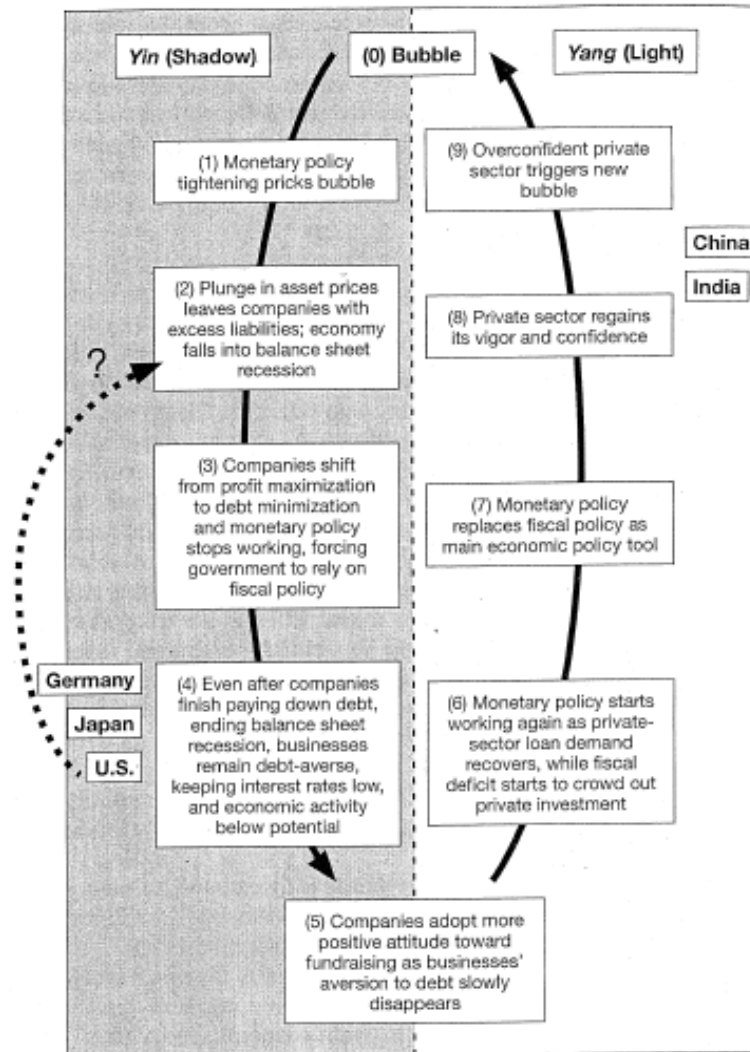 Yin (Shadow)
(0) Bubble
Yang (Light)
(1) Monetary policy
tightening pricks bubble
(2) Plunge in asset prices
leaves companies with
excess liabilities; economy
falls into balance sheet
recession
?
(3) Companies shift
from profit maximization
to debt minimization
and monetary policy
stops working, forcing
government to rely on
fiscal policy
Germany
Japan
U.S.
(4) Even after companies
finish paying down debt,
ending balance sheet
recession, businesses
remain debt-averse,
keeping interest rates low,
and economic activity
below potential
(5) Companies adopt more
positive attitude toward
fundraising as businesses'
aversion to debt slowly
disappears
(6) Monetary policy starts
working again as private-
sector loan demand
recovers, while fiscal
deficit starts to crowd out
private investment
(7) Monetary policy
replaces fiscal policy as
main economic policy tool
(8) Private sector regains
its vigor and confidence
China
India
(9) Overconfident private
sector triggers new
bubble